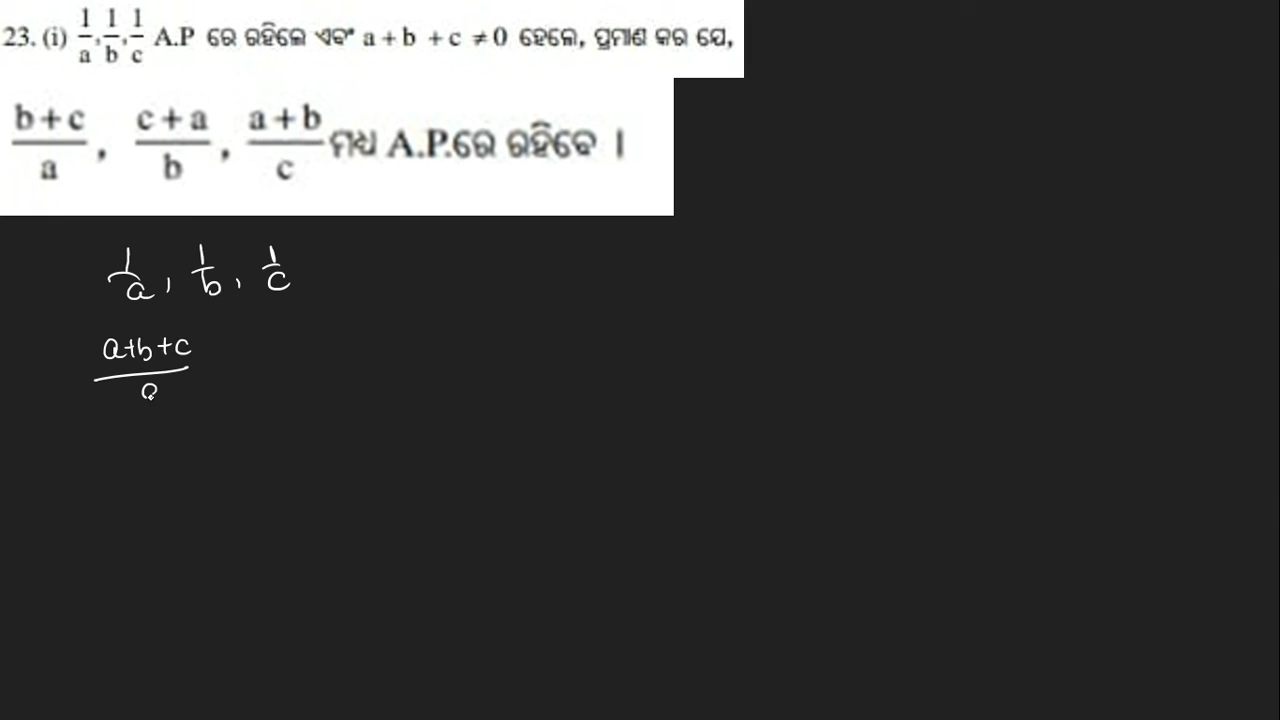 23. (i) 1/a, 1/b, 1/c A.P ରେ ରହିଲେ ଏବଂ a + b + c ≠ 0 ହେଲେ, ପ୍ରମାଣ କର ଯେ,
b + c/a, c + a/b, a + b/c ମଧ୍ୟ A.P.ରେ ରହିବେ ।
1/a, 1/b, 1/c
a+b+c